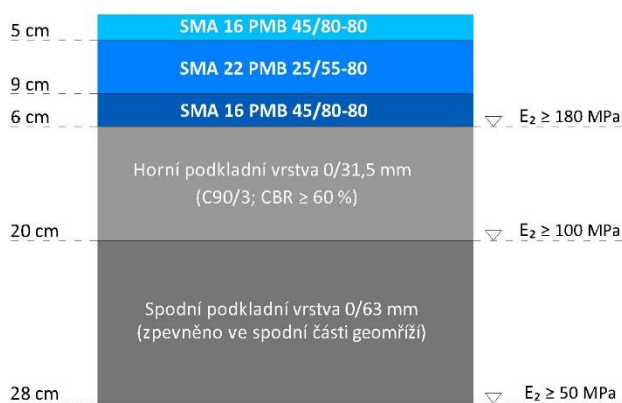 SMA 16 PMB 45/80-80
5 cm
SMA 22 PMB 25/55-80
9 cm
SMA 16 PMB 45/80-80
6 cm
E₂ ≥ 180 MPa
Horní podkladní vrstva 0/31,5 mm
(C90/3; CBR ≥ 60 %)
20 cm
E₂ ≥ 100 MPa
Spodní podkladní vrstva 0/63 mm
(zpevněno ve spodní části geomříží)
28 cm
E₂ ≥ 50 MPa